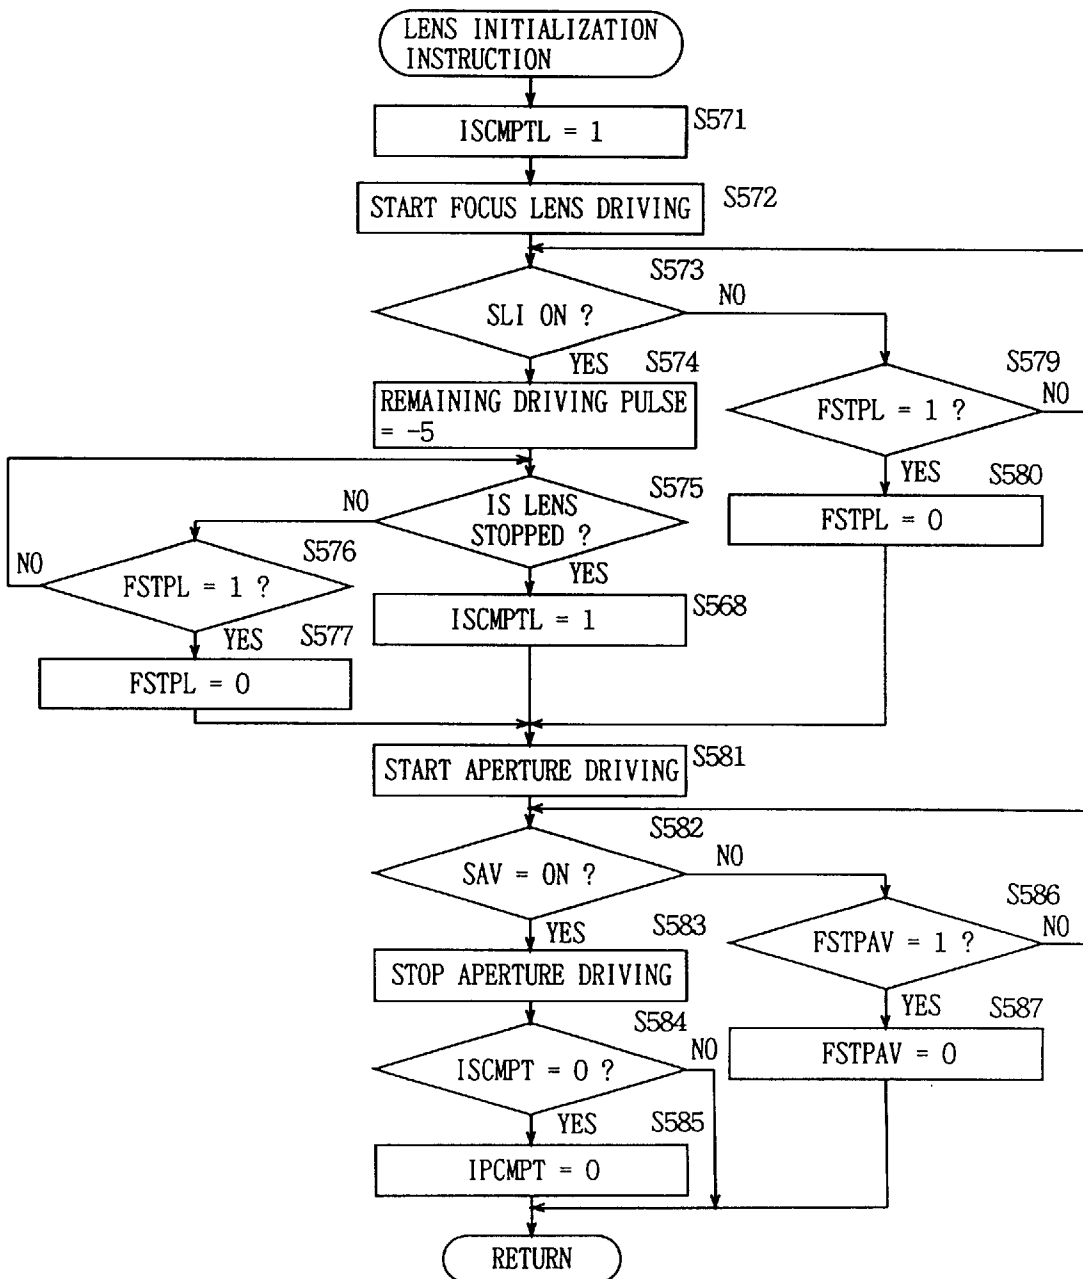 LENS INITIALIZATION
INSTRUCTION
S571
ISCMPTL = 1
S572
START FOCUS LENS DRIVING
S573
SLI ON ?
NO
YES
S574
REMAINING DRIVING PULSE
= -5
S579
FSTPL = 1 ?
NO
YES
S580
FSTPL = 0
S575
IS LENS
STOPPED ?
NO
YES
S576
FSTPL = 1 ?
NO
YES
S577
FSTPL = 0
S568
ISCMPTL = 1
S581
START APERTURE DRIVING
S582
SAV = ON ?
NO
YES
S583
STOP APERTURE DRIVING
S586
FSTPAV = 1 ?
NO
YES
S587
FSTPAV = 0
S584
ISCMPT = 0 ?
NO
YES
S585
IPCMPT = 0
RETURN